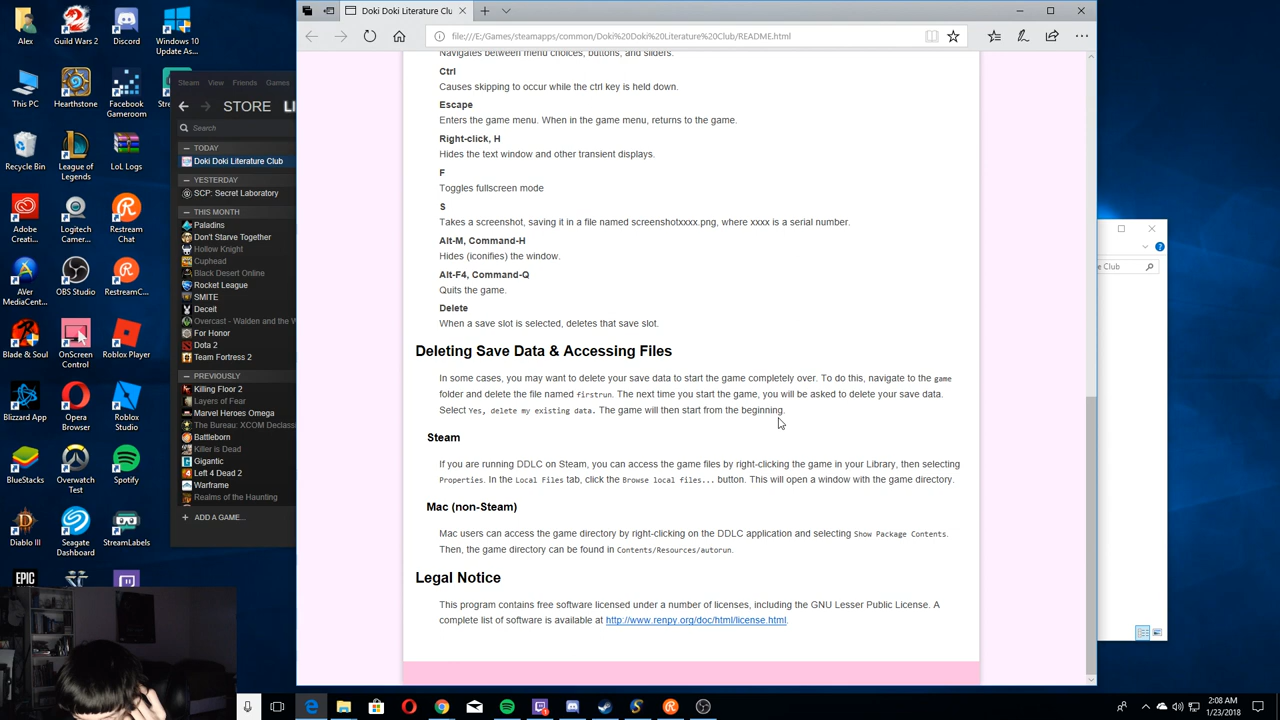 Doki Doki Literature Clu
file:///E:/Games/steamapps/common/Doki%20Doki%20Literature%20Club/README.html
Navigates between menu choices, buttons, and sliders.
Ctrl
Causes skipping to occur while the ctrl key is held down.
Escape
Enters the game menu. When in the game menu, returns to the game.
Right-click, H
Hides the text window and other transient displays.
F
Toggles fullscreen mode
S
Takes a screenshot, saving it in a file named screenshotxxxx.png, where xxxx is a serial number.
Alt-M, Command-H
Hides (iconifies) the window.
Alt-F4, Command-Q
Quits the game.
Delete
When a save slot is selected, deletes that save slot.
Deleting Save Data & Accessing Files
In some cases, you may want to delete your save data to start the game completely over. To do this, navigate to the game
folder and delete the file named firstrun. The next time you start the game, you will be asked to delete your save data.
Select Yes, delete my existing data. The game will then start from the beginning.
Steam
If you are running DDLC on Steam, you can access the game files by right-clicking the game in your Library, then selecting
Properties. In the Local Files tab, click the Browse local files... button. This will open a window with the game directory.
Mac (non-Steam)
Mac users can access the game directory by right-clicking on the DDLC application and selecting Show Package Contents.
Then, the game directory can be found in Contents/Resources/autorun.
Legal Notice
This program contains free software licensed under a number of licenses, including the GNU Lesser Public License. A
complete list of software is available at http://www.renpy.org/doc/html/license.html.
Alex
Guild Wars 2
Discord
Windows 10
Update As...
This PC
Hearthstone
Facebook
Gameroom
Recycle Bin
League of
Legends
LoL Logs
Adobe
Creati...
Logitech
Camer...
Restream
Chat
AVer
MediaCent...
OBS Studio
RestreamC...
Blade & Soul
OnScreen
Control
Roblox Player
Blizzard App
Opera
Browser
Roblox
Studio
BlueStacks
Overwatch
Test
Spotify
Diablo III
Seagate
Dashboard
StreamLabels
EPIC
Steam View Friends Games
STORE LI
Search
TODAY
Doki Doki Literature Club
YESTERDAY
SCP: Secret Laboratory
THIS MONTH
Paladins
Don't Starve Together
Hollow Knight
Cuphead
Black Desert Online
Rocket League
SMITE
Deceit
Overcast - Walden and the W
For Honor
Dota 2
Team Fortress 2
PREVIOUSLY
Killing Floor 2
Layers of Fear
Marvel Heroes Omega
The Bureau: XCOM Declass
Battleborn
Killer is Dead
Gigantic
Left 4 Dead 2
Warframe
Realms of the Haunting
+ ADD A GAME...
e Club
2:08 AM
1/23/2018